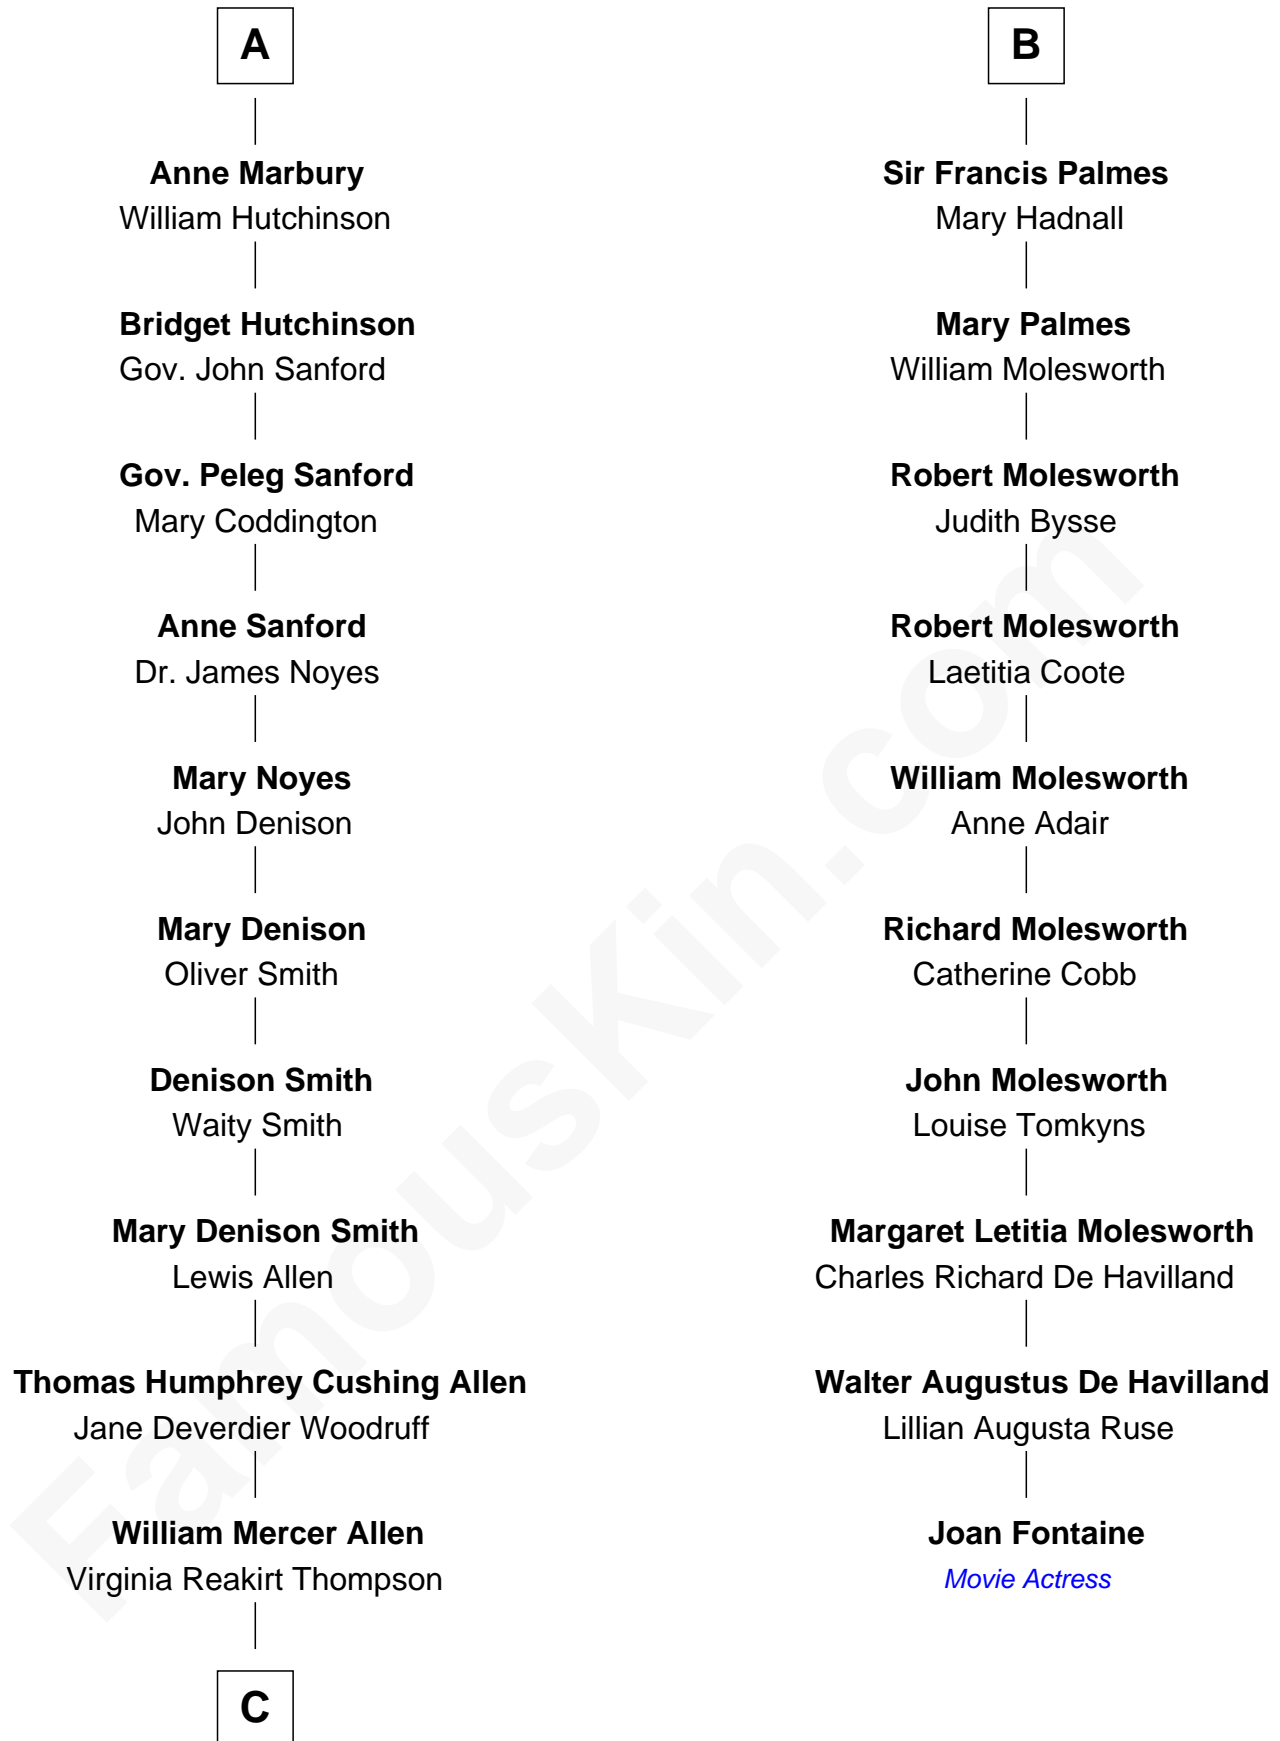 A
Anne Marbury
William Hutchinson
Bridget Hutchinson
Gov. John Sanford
Gov. Peleg Sanford
Mary Coddington
Anne Sanford
Dr. James Noyes
Mary Noyes
John Denison
Mary Denison
Oliver Smith
Denison Smith
Waity Smith
Mary Denison Smith
Lewis Allen
Thomas Humphrey Cushing Allen
Jane Deverdier Woodruff
William Mercer Allen
Virginia Reakirt Thompson
C
B
Sir Francis Palmes
Mary Hadnall
Mary Palmes
William Molesworth
Robert Molesworth
Judith Bysse
Robert Molesworth
Laetitia Coote
William Molesworth
Anne Adair
Richard Molesworth
Catherine Cobb
John Molesworth
Louise Tomkyns
Margaret Letitia Molesworth
Charles Richard De Havilland
Walter Augustus De Havilland
Lillian Augusta Ruse
Joan Fontaine
Movie Actress
FamousKin.com